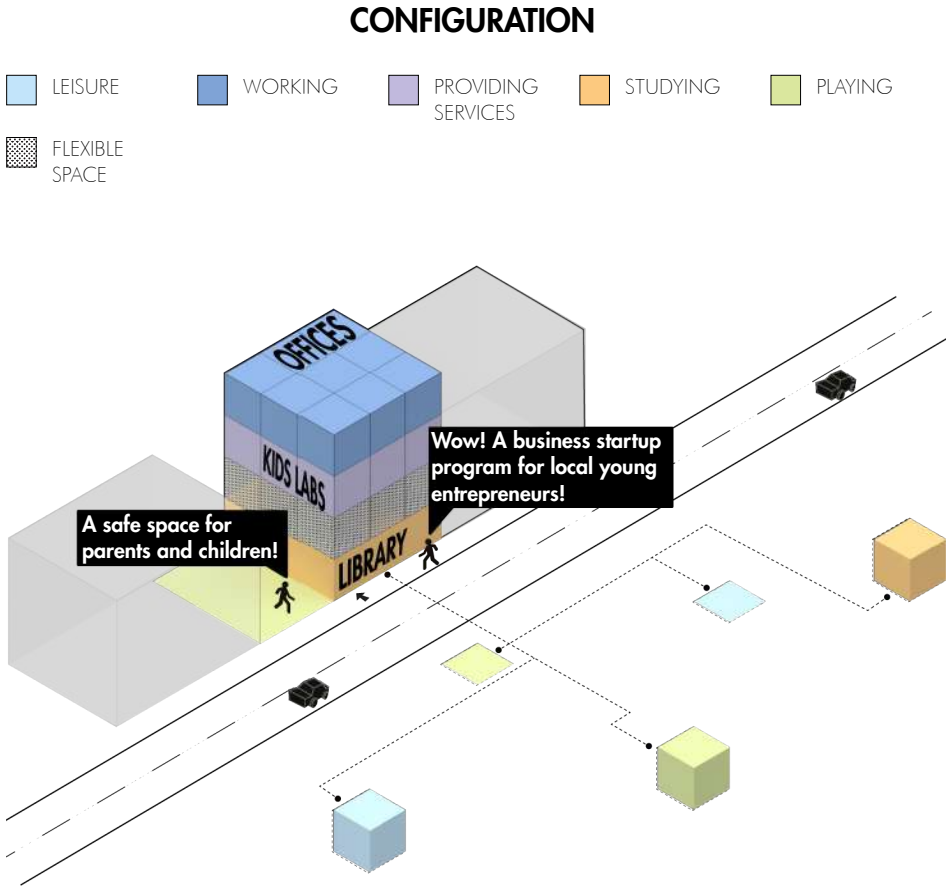 CONFIGURATION
LEISURE
WORKING
PROVIDING
SERVICES
STUDYING
PLAYING
FLEXIBLE
SPACE
OFFICES
KIDS LABS
LIBRARY
Wow! A business startup
program for local young
entrepreneurs!
A safe space for
parents and children!